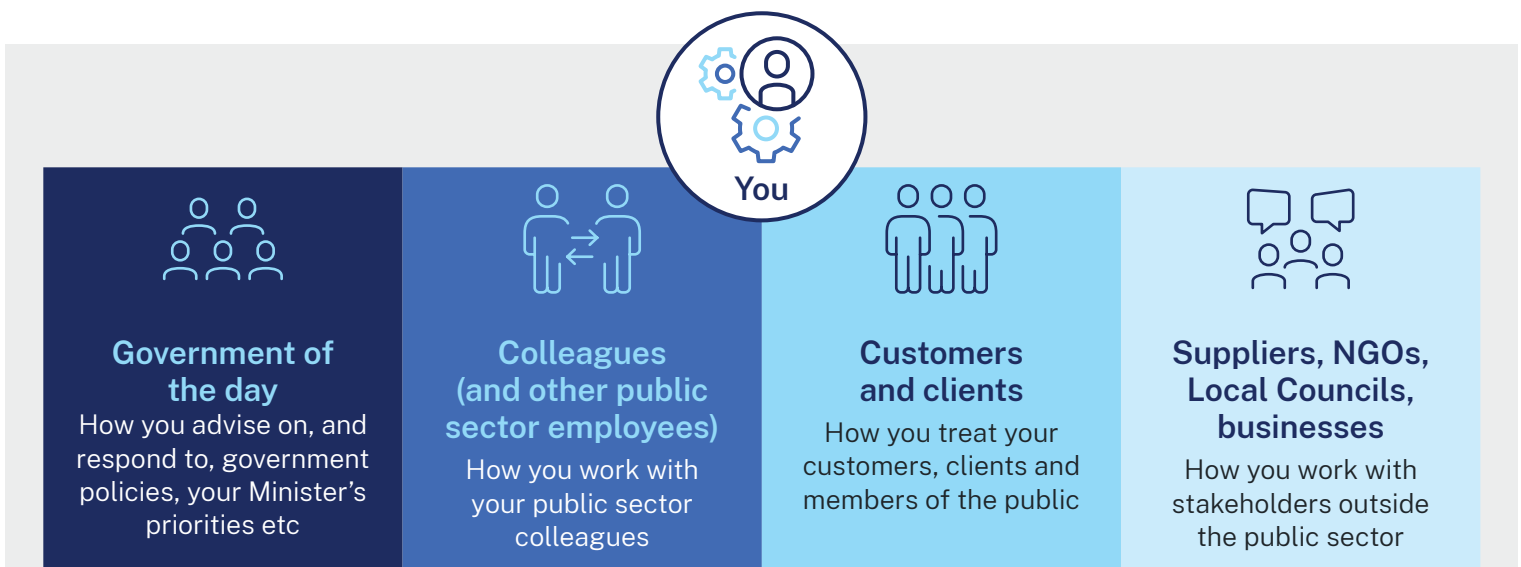 You
Government of
the day
How you advise on, and
respond to, government
policies, your Minister’s
priorities etc
Colleagues
(and other public
sector employees)
How you work with
your public sector
colleagues
Customers
and clients
How you treat your
customers, clients and
members of the public
Suppliers, NGOs,
Local Councils,
businesses
How you work with
stakeholders outside
the public sector